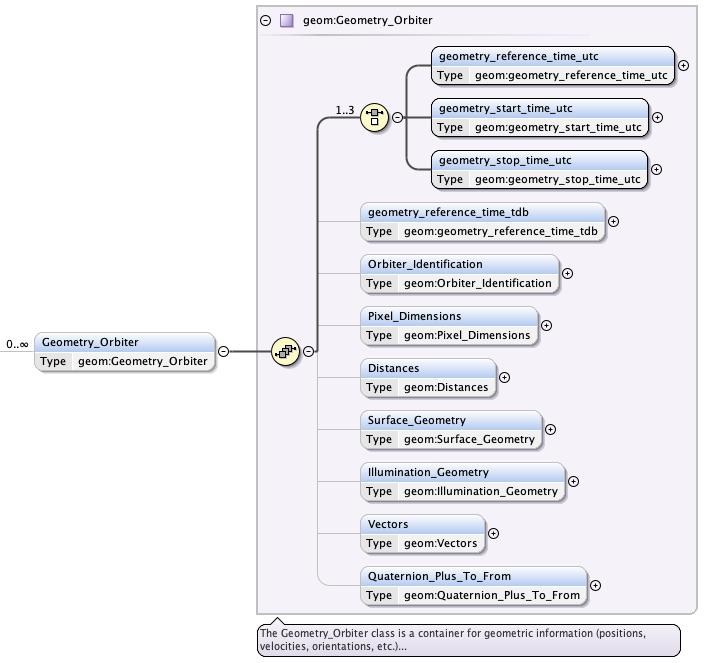 geom:Geometry_Orbiter
geometry_reference_time_utc
Type geom:geometry_reference_time_utc
1..3
geometry_start_time_utc
Type geom:geometry_start_time_utc
geometry_stop_time_utc
Type geom:geometry_stop_time_utc
geometry_reference_time_tdb
Type geom:geometry_reference_time_tdb
Orbiter_Identification
Type geom:Orbiter_Identification
Pixel_Dimensions
Type geom:Pixel_Dimensions
0..∞
Geometry_Orbiter
Type geom:Geometry_Orbiter
Distances
Type geom:Distances
Surface_Geometry
Type geom:Surface_Geometry
Illumination_Geometry
Type geom:Illumination_Geometry
Vectors
Type geom:Vectors
Quaternion_Plus_To_From
Type geom:Quaternion_Plus_To_From
The Geometry_Orbiter class is a container for geometric information (positions,
velocities, orientations, etc.)...